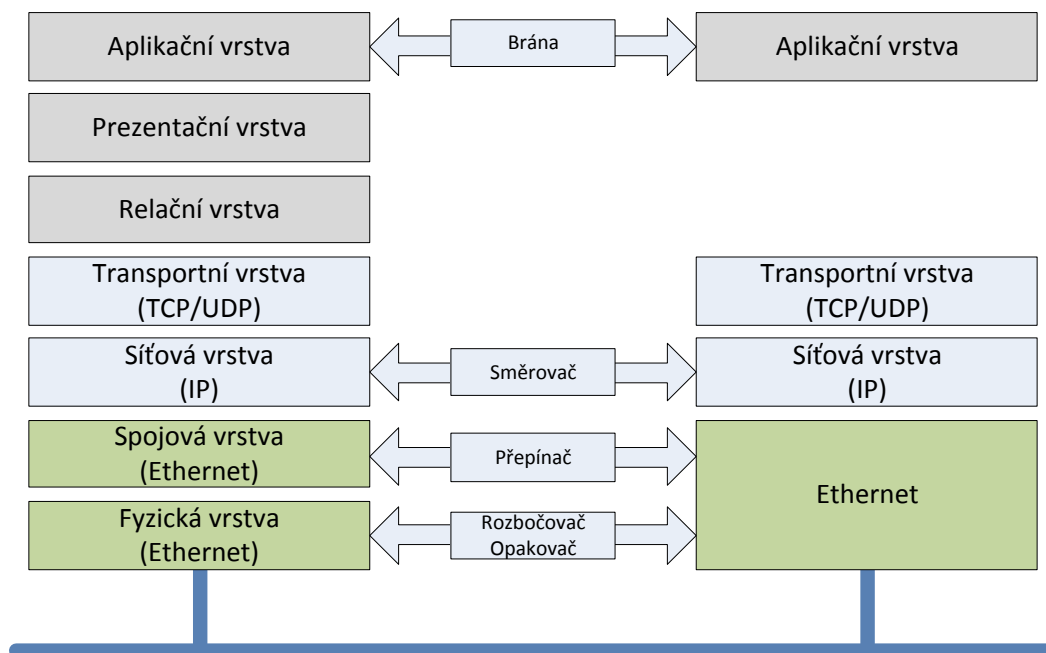 Aplikační vrstva
Brána
Aplikační vrstva
Prezentační vrstva
Relační vrstva
Transportní vrstva
(TCP/UDP)
Transportní vrstva
(TCP/UDP)
Síťová vrstva
(IP)
Směrovač
Síťová vrstva
(IP)
Spojová vrstva
(Ethernet)
Přepínač
Ethernet
Fyzická vrstva
(Ethernet)
Rozbočovač
Opakovač